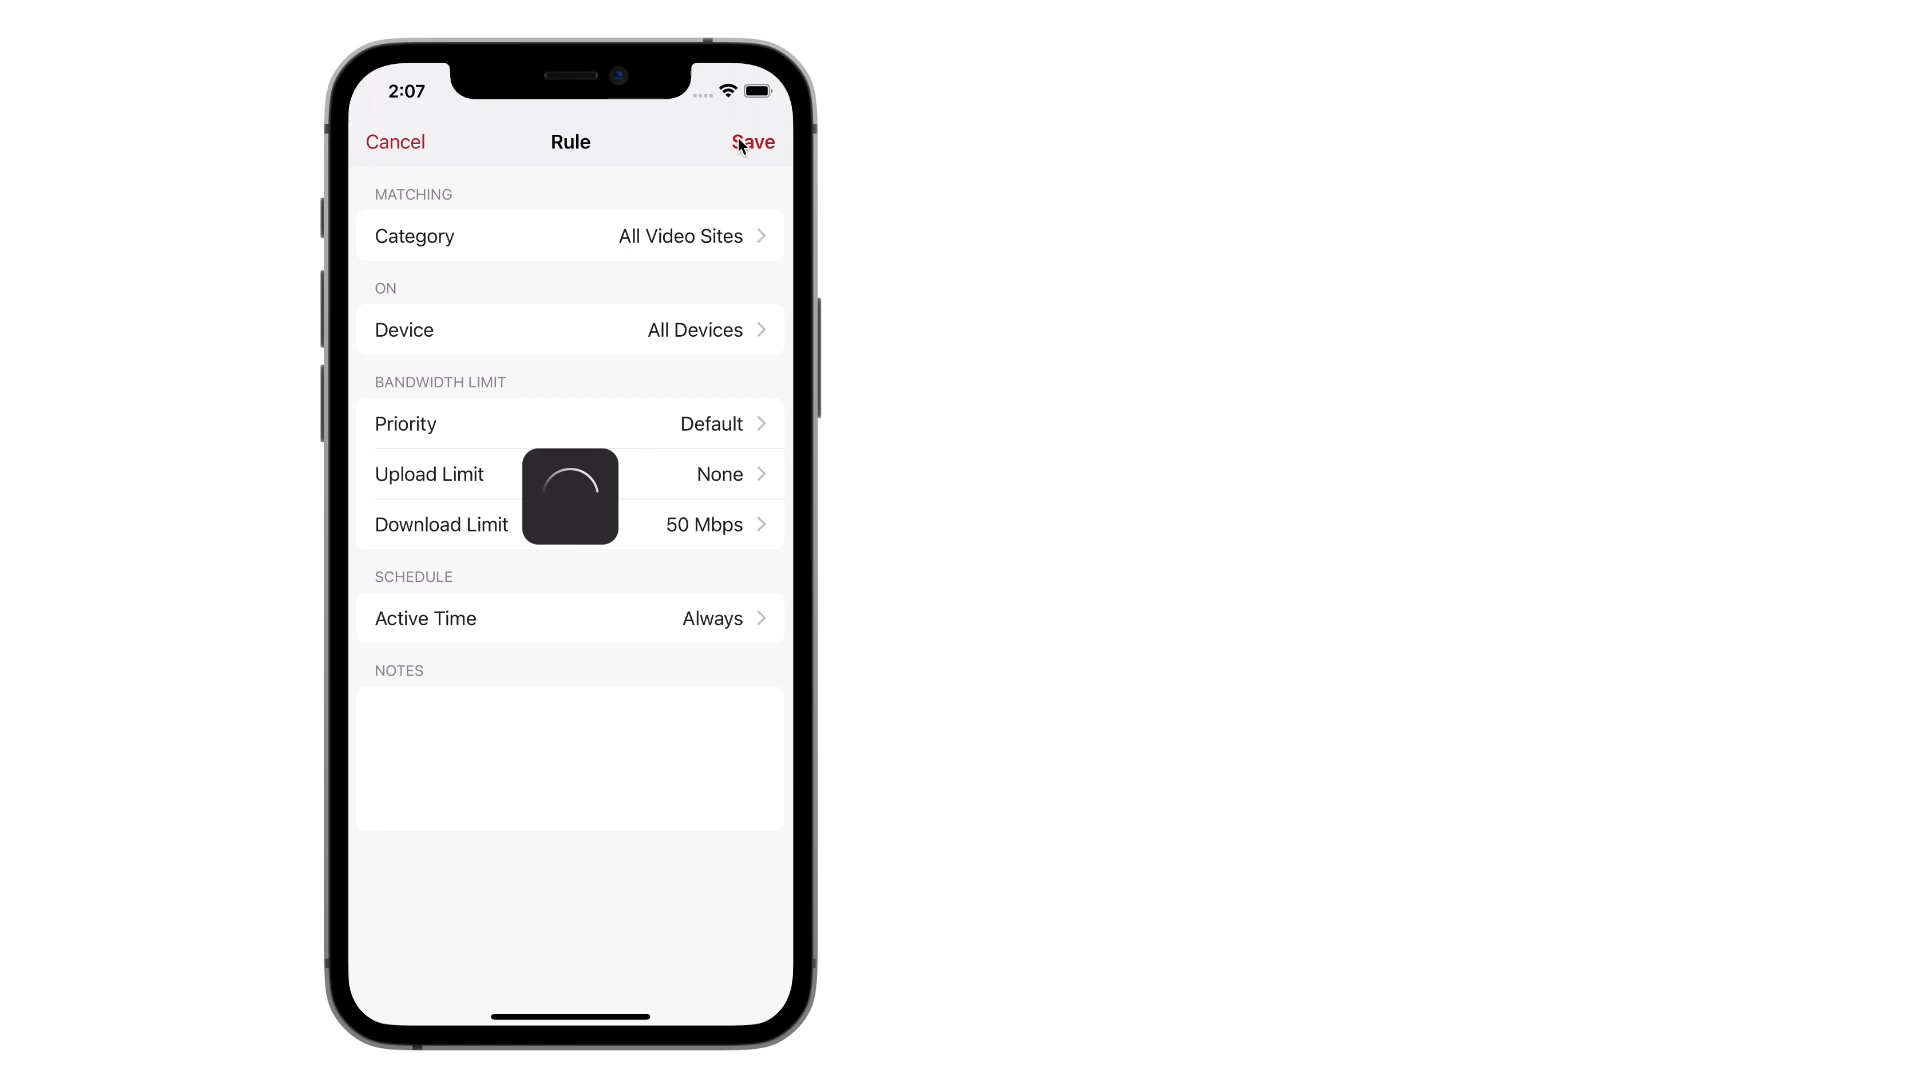 2:07
Cancel Rule Save
MATCHING
Category All Video Sites
ON
Device All Devices
BANDWIDTH LIMIT
Priority Default
Upload Limit None
Download Limit 50 Mbps
SCHEDULE
Active Time Always
NOTES